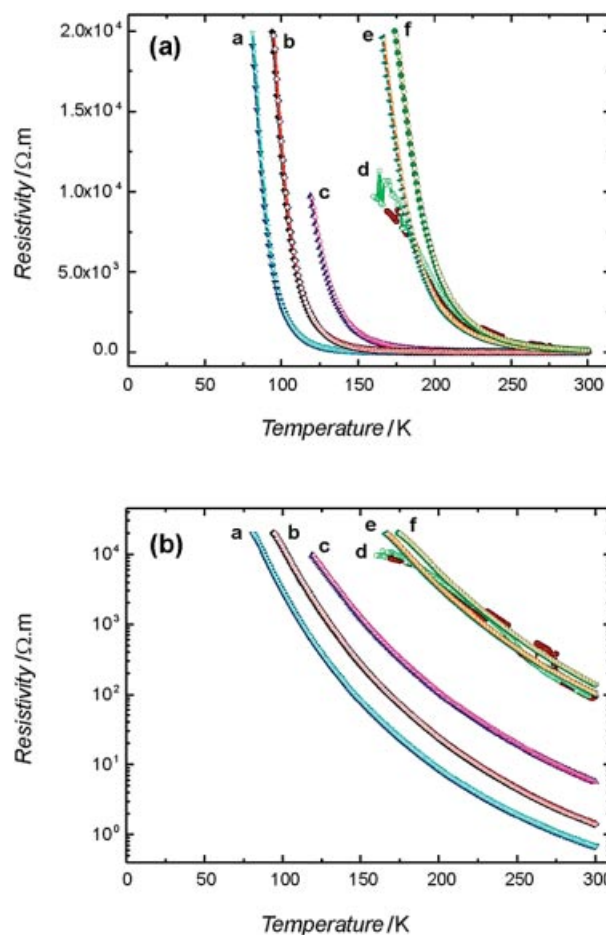 (a)
a
b
c
d
e
f
2.0x10⁴
1.5x10⁴
1.0x10⁴
5.0x10³
0.0
Resistivity /Ω.m
0 50 100 150 200 250 300
Temperature /K
(b)
a
b
c
d
e
f
10⁴
10³
10²
10¹
10⁰
Resistivity /Ω.m
0 50 100 150 200 250 300
Temperature /K